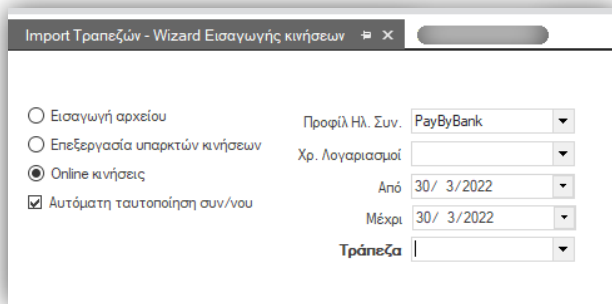 Import Τραπεζών - Wizard Εισαγωγής κινήσεων
Εισαγωγή αρχείου
Επεξεργασία υπαρκτών κινήσεων
Online κινήσεις
Αυτόματη ταυτοποίηση συν/νου
Προφίλ Ηλ. Συν. PayByBank
Χρ. Λογαριασμοί
Από 30/ 3/2022
Μέχρι 30/ 3/2022
Τράπεζα